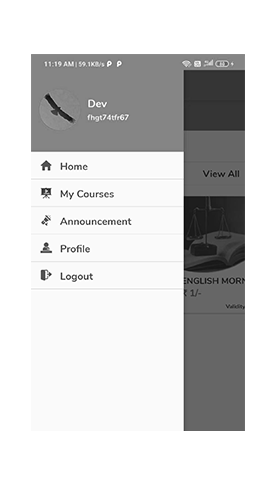 11:19 AM | 59.1KB/s P P
Dev
fhgt74tfr67
Home
My Courses
Announcement
Profile
Logout
View All
ENGLISH MORN
₹ 1/-
Validity